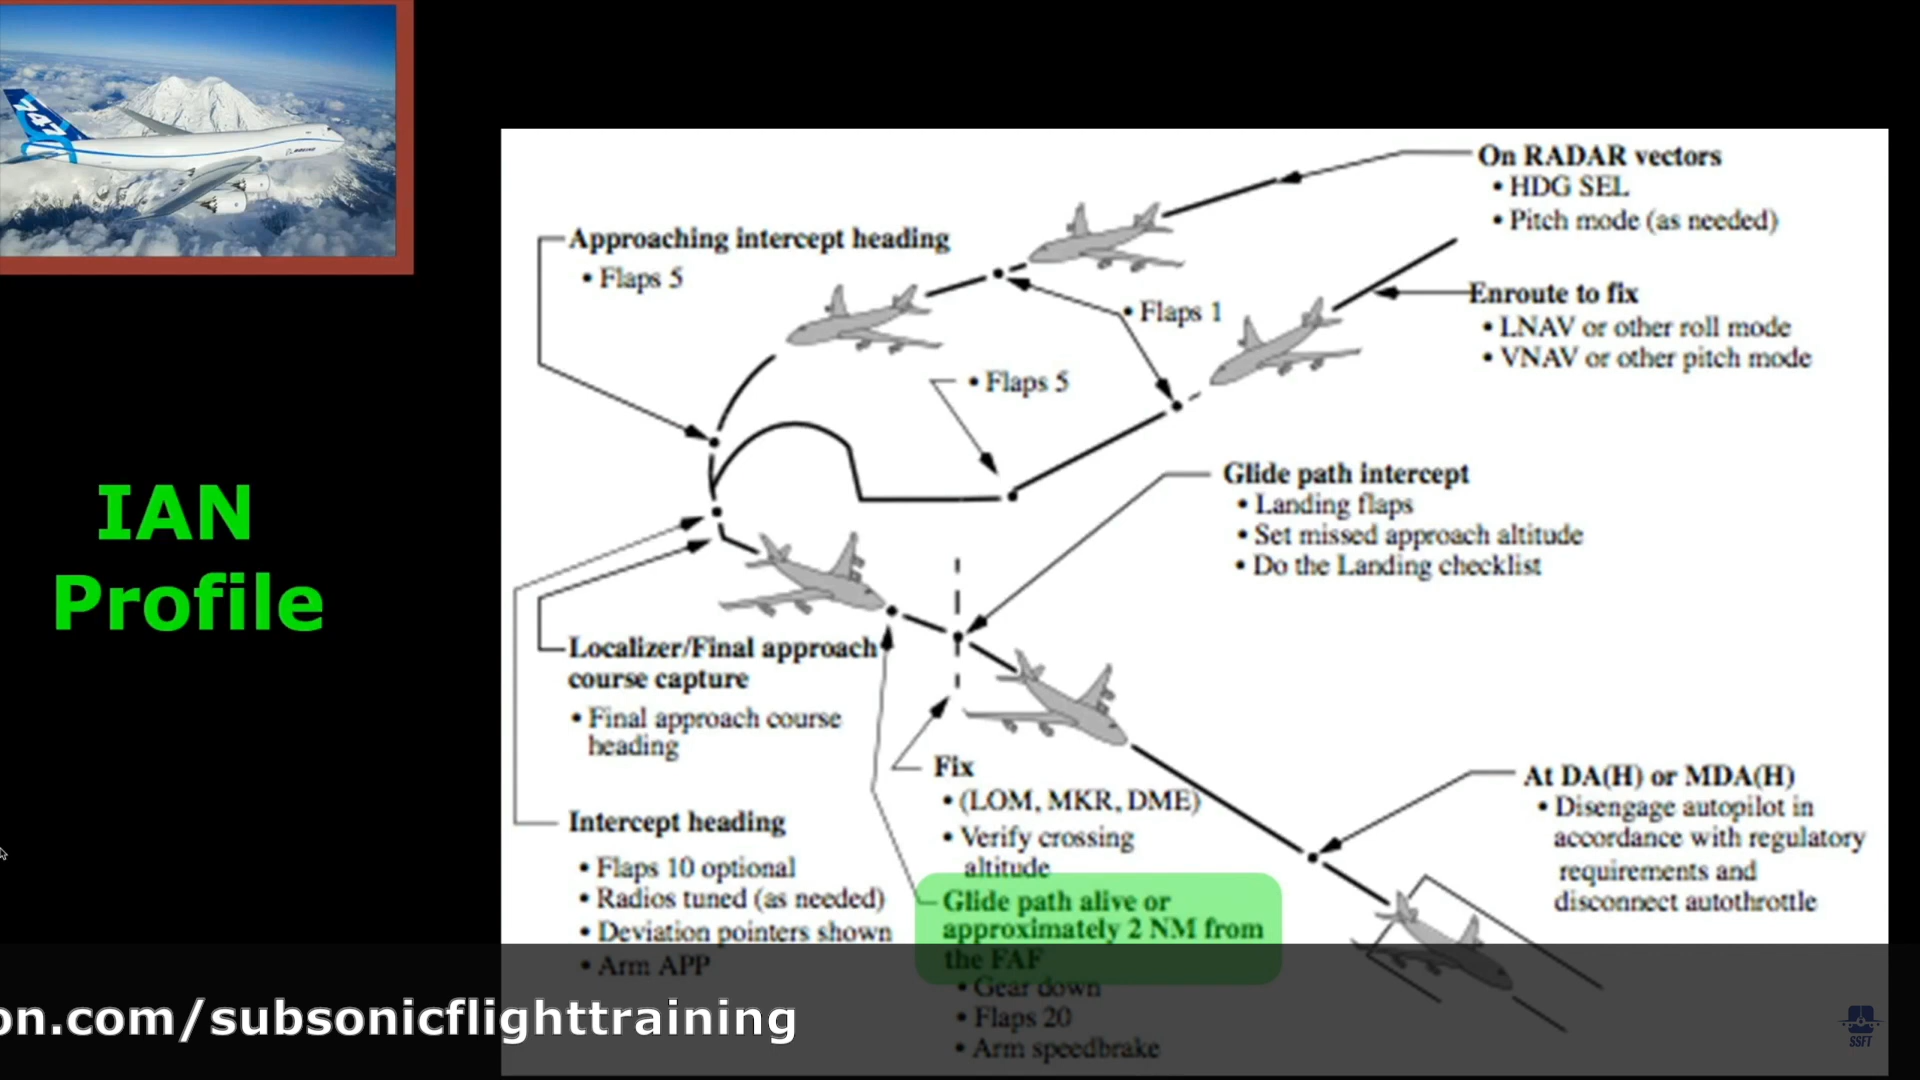 747
IAN
Profile
On RADAR vectors
• HDG SEL
• Pitch mode (as needed)
Approaching intercept heading
• Flaps 5
• Flaps 1
Enroute to fix
• LNAV or other roll mode
• VNAV or other pitch mode
• Flaps 5
Glide path intercept
• Landing flaps
• Set missed approach altitude
• Do the Landing checklist
Localizer/Final approach
course capture
• Final approach course
heading
Fix
• (LOM, MKR, DME)
• Verify crossing
altitude
At DA(H) or MDA(H)
• Disengage autopilot in
accordance with regulatory
requirements and
disconnect autothrottle
Intercept heading
• Flaps 10 optional
• Radios tuned (as needed)
• Deviation pointers shown
• Arm APP
Glide path alive or
approximately 2 NM from
the FAF
• Gear down
• Flaps 20
• Arm speedbrake
on.com/subsonicflighttraining
SSFT